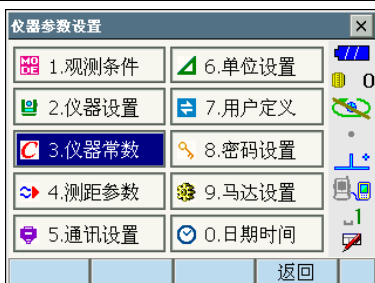 仪器参数设置
MODE 1.观测条件
2.仪器设置
C 3.仪器常数
4.测距参数
5.通讯设置
6.单位设置
7.用户定义
8.密码设置
9.马达设置
0.日期时间
0
1
返回